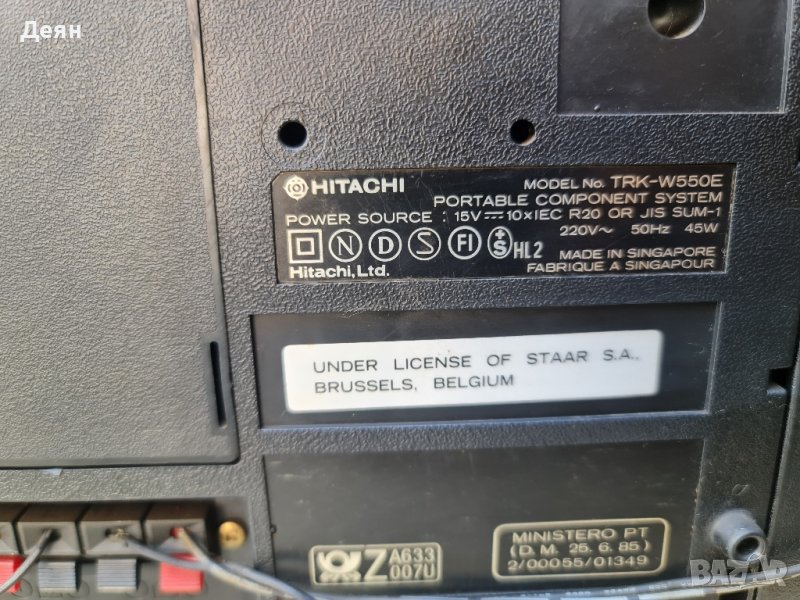 Деян
HITACHI
MODEL No. TRK-W550E
PORTABLE COMPONENT SYSTEM
POWER SOURCE : 15V 10×IEC R20 OR JIS SUM-1
220V~ 50Hz 45W
N D S FI +S HL2
MADE IN SINGAPORE
Hitachi, Ltd.
FABRIQUE A SINGAPOUR
UNDER LICENSE OF STAAR S.A.,
BRUSSELS, BELGIUM
Z A633
007U
MINISTERO PT
(D.M. 25.6.85)
2/00055/01349
BAZAR